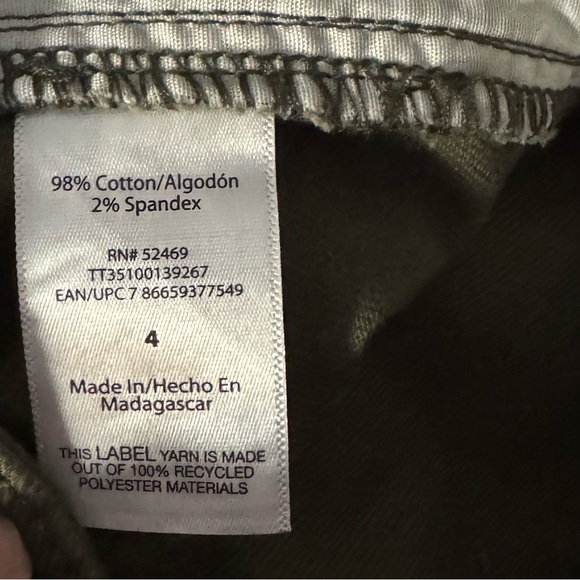 98% Cotton/Algodón
2% Spandex
RN# 52469
TT35100139267
EAN/UPC 7 86659377549
4
Made In/Hecho En
Madagascar
THIS LABEL YARN IS MADE
OUT OF 100% RECYCLED
POLYESTER MATERIALS